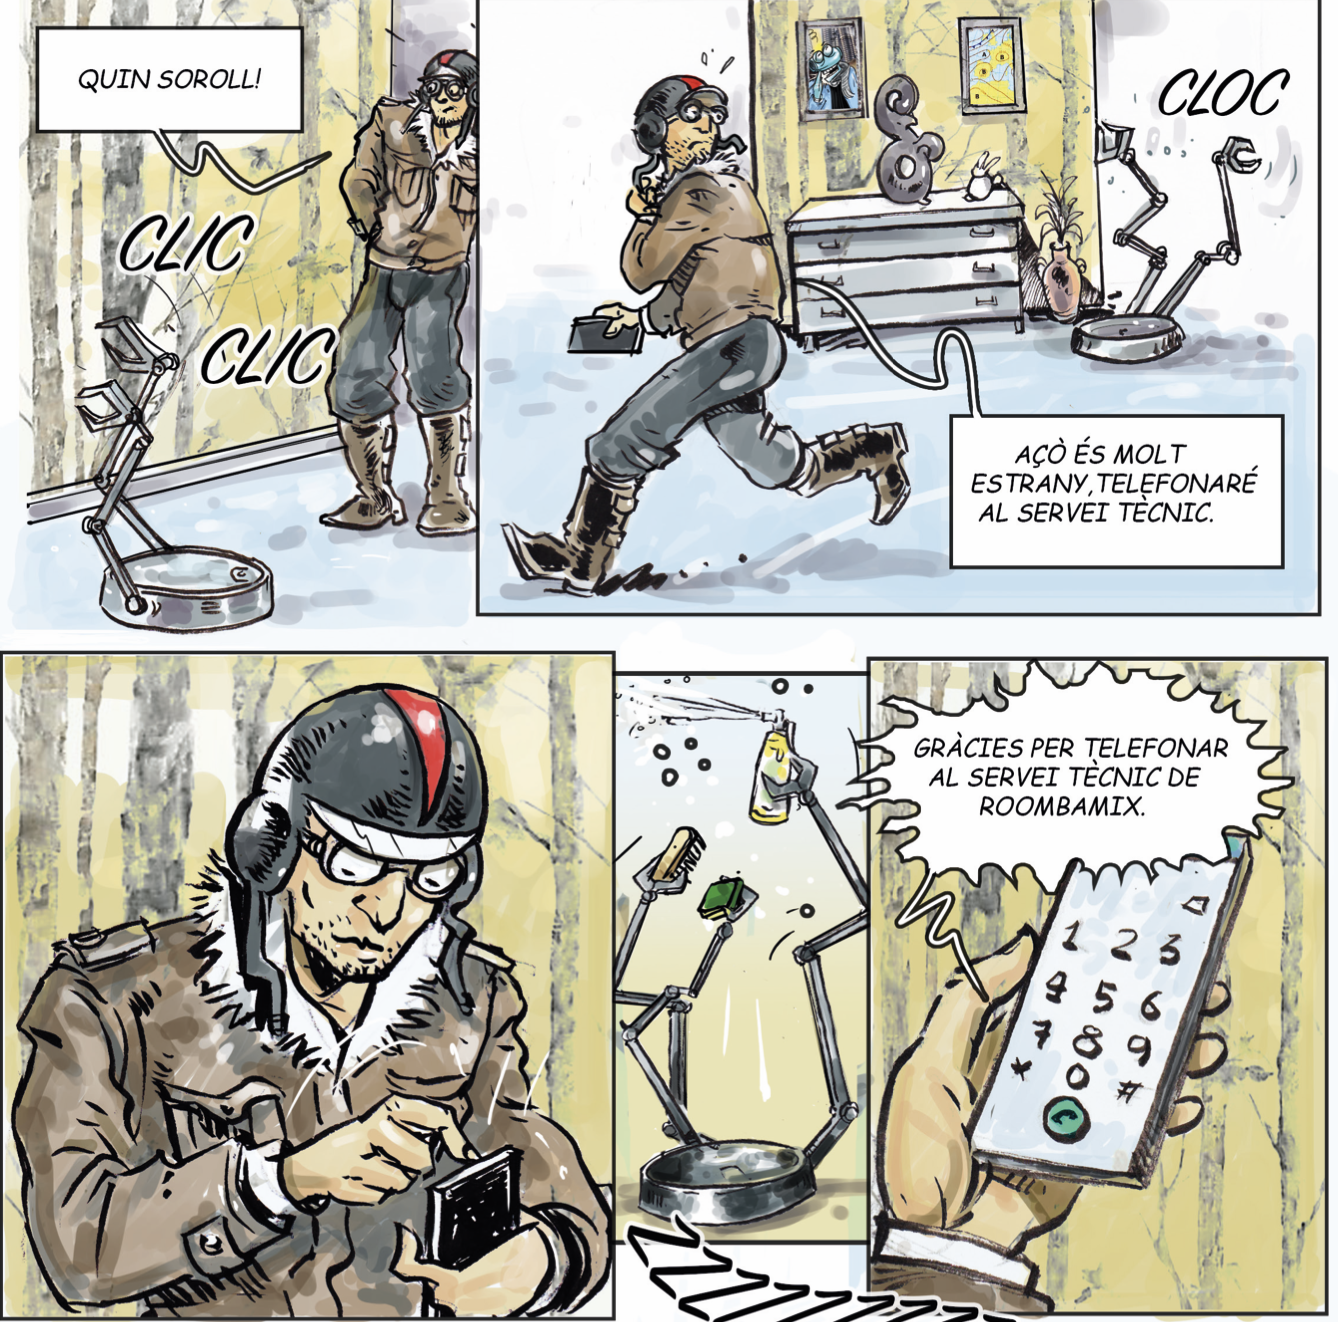 QUIN SOROLL!
CLIC
CLIC
CLOC
AÇÒ ÉS MOLT
ESTRANY, TELEFONARÉ
AL SERVEI TÈCNIC.
GRÀCIES PER TELEFONAR
AL SERVEI TÈCNIC DE
ROOMBAMIX.
1 2 3
4 5 6
7 8 9
* 0 #